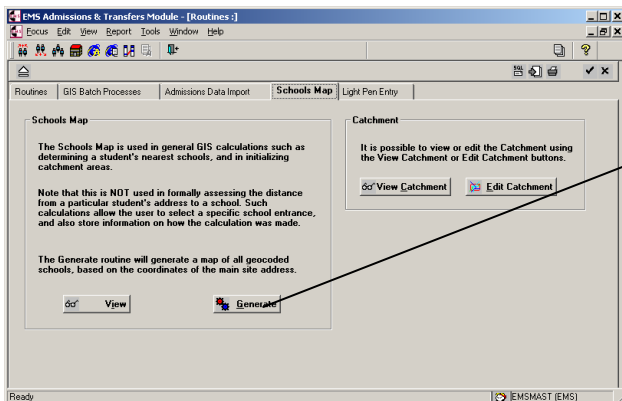 EMS Admissions & Transfers Module - [Routines :]
Focus Edit View Report Tools Window Help
SQL
Routines GIS Batch Processes Admissions Data Import Schools Map Light Pen Entry
Schools Map
The Schools Map is used in general GIS calculations such as
determining a student's nearest schools, and in initializing
catchment areas.
Note that this is NOT used in formally assessing the distance
from a particular student's address to a school. Such
calculations allow the user to select a specific school entrance,
and also store information on how the calculation was made.
The Generate routine will generate a map of all geocoded
schools, based on the coordinates of the main site address.
View Generate
Catchment
It is possible to view or edit the Catchment using
the View Catchment or Edit Catchment buttons.
View Catchment Edit Catchment
Ready EMSMAST (EMS)